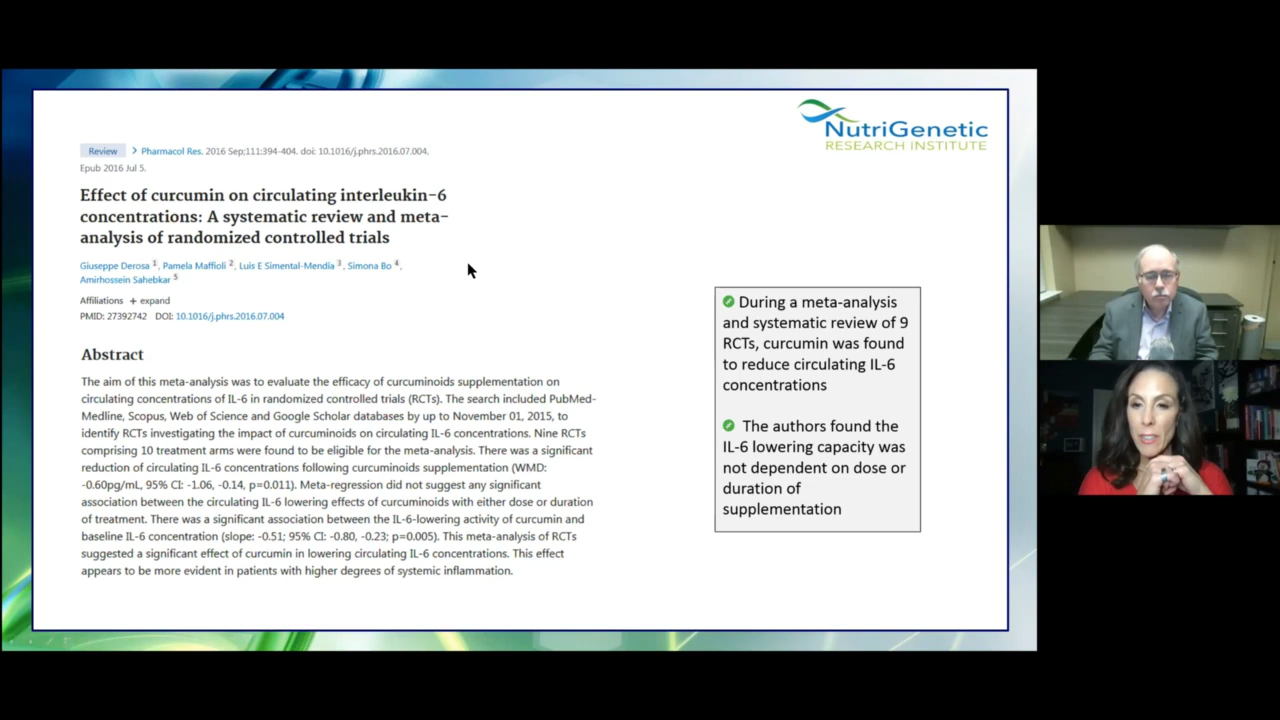 NutriGenetic
RESEARCH INSTITUTE
Review > Pharmacol Res. 2016 Sep;111:394-404. doi: 10.1016/j.phrs.2016.07.004.
Epub 2016 Jul 5.
Effect of curcumin on circulating interleukin-6
concentrations: A systematic review and meta-
analysis of randomized controlled trials
Giuseppe Derosa 1, Pamela Maffioli 2, Luis E Simental-Mendía 3, Simona Bo 4,
Amirhossein Sahebkar 5
Affiliations + expand
PMID: 27392742 DOI: 10.1016/j.phrs.2016.07.004
Abstract
The aim of this meta-analysis was to evaluate the efficacy of curcuminoids supplementation on
circulating concentrations of IL-6 in randomized controlled trials (RCTs). The search included PubMed-
Medline, Scopus, Web of Science and Google Scholar databases by up to November 01, 2015, to
identify RCTs investigating the impact of curcuminoids on circulating IL-6 concentrations. Nine RCTs
comprising 10 treatment arms were found to be eligible for the meta-analysis. There was a significant
reduction of circulating IL-6 concentrations following curcuminoids supplementation (WMD:
-0.60pg/mL, 95% CI: -1.06, -0.14, p=0.011). Meta-regression did not suggest any significant
association between the circulating IL-6 lowering effects of curcuminoids with either dose or duration
of treatment. There was a significant association between the IL-6-lowering activity of curcumin and
baseline IL-6 concentration (slope: -0.51; 95% CI: -0.80, -0.23; p=0.005). This meta-analysis of RCTs
suggested a significant effect of curcumin in lowering circulating IL-6 concentrations. This effect
appears to be more evident in patients with higher degrees of systemic inflammation.
During a meta-analysis
and systematic review of 9
RCTs, curcumin was found
to reduce circulating IL-6
concentrations
The authors found the
IL-6 lowering capacity was
not dependent on dose or
duration of
supplementation